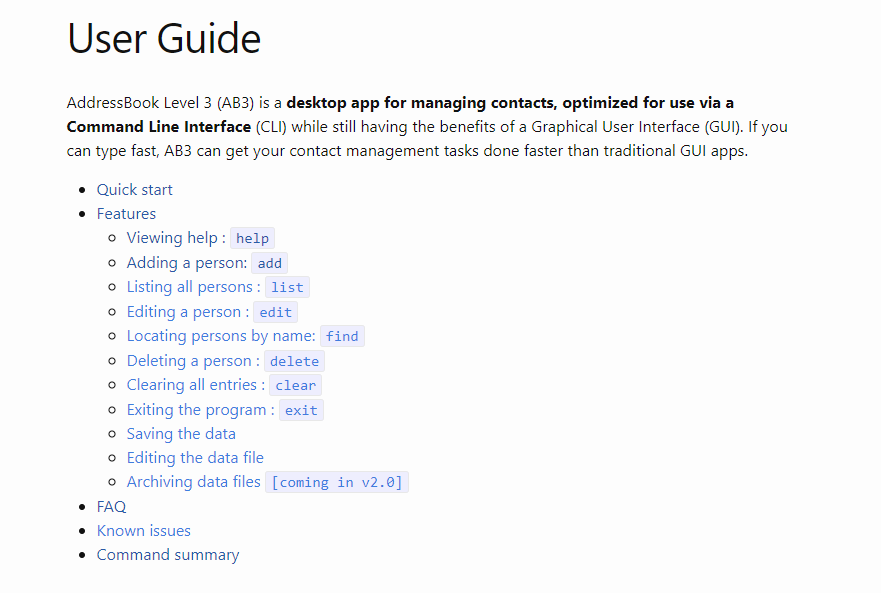 User Guide
AddressBook Level 3 (AB3) is a desktop app for managing contacts, optimized for use via a
Command Line Interface (CLI) while still having the benefits of a Graphical User Interface (GUI). If you
can type fast, AB3 can get your contact management tasks done faster than traditional GUI apps.
Quick start
Features
Viewing help : help
Adding a person: add
Listing all persons : list
Editing a person : edit
Locating persons by name: find
Deleting a person : delete
Clearing all entries : clear
Exiting the program : exit
Saving the data
Editing the data file
Archiving data files [coming in v2.0]
FAQ
Known issues
Command summary